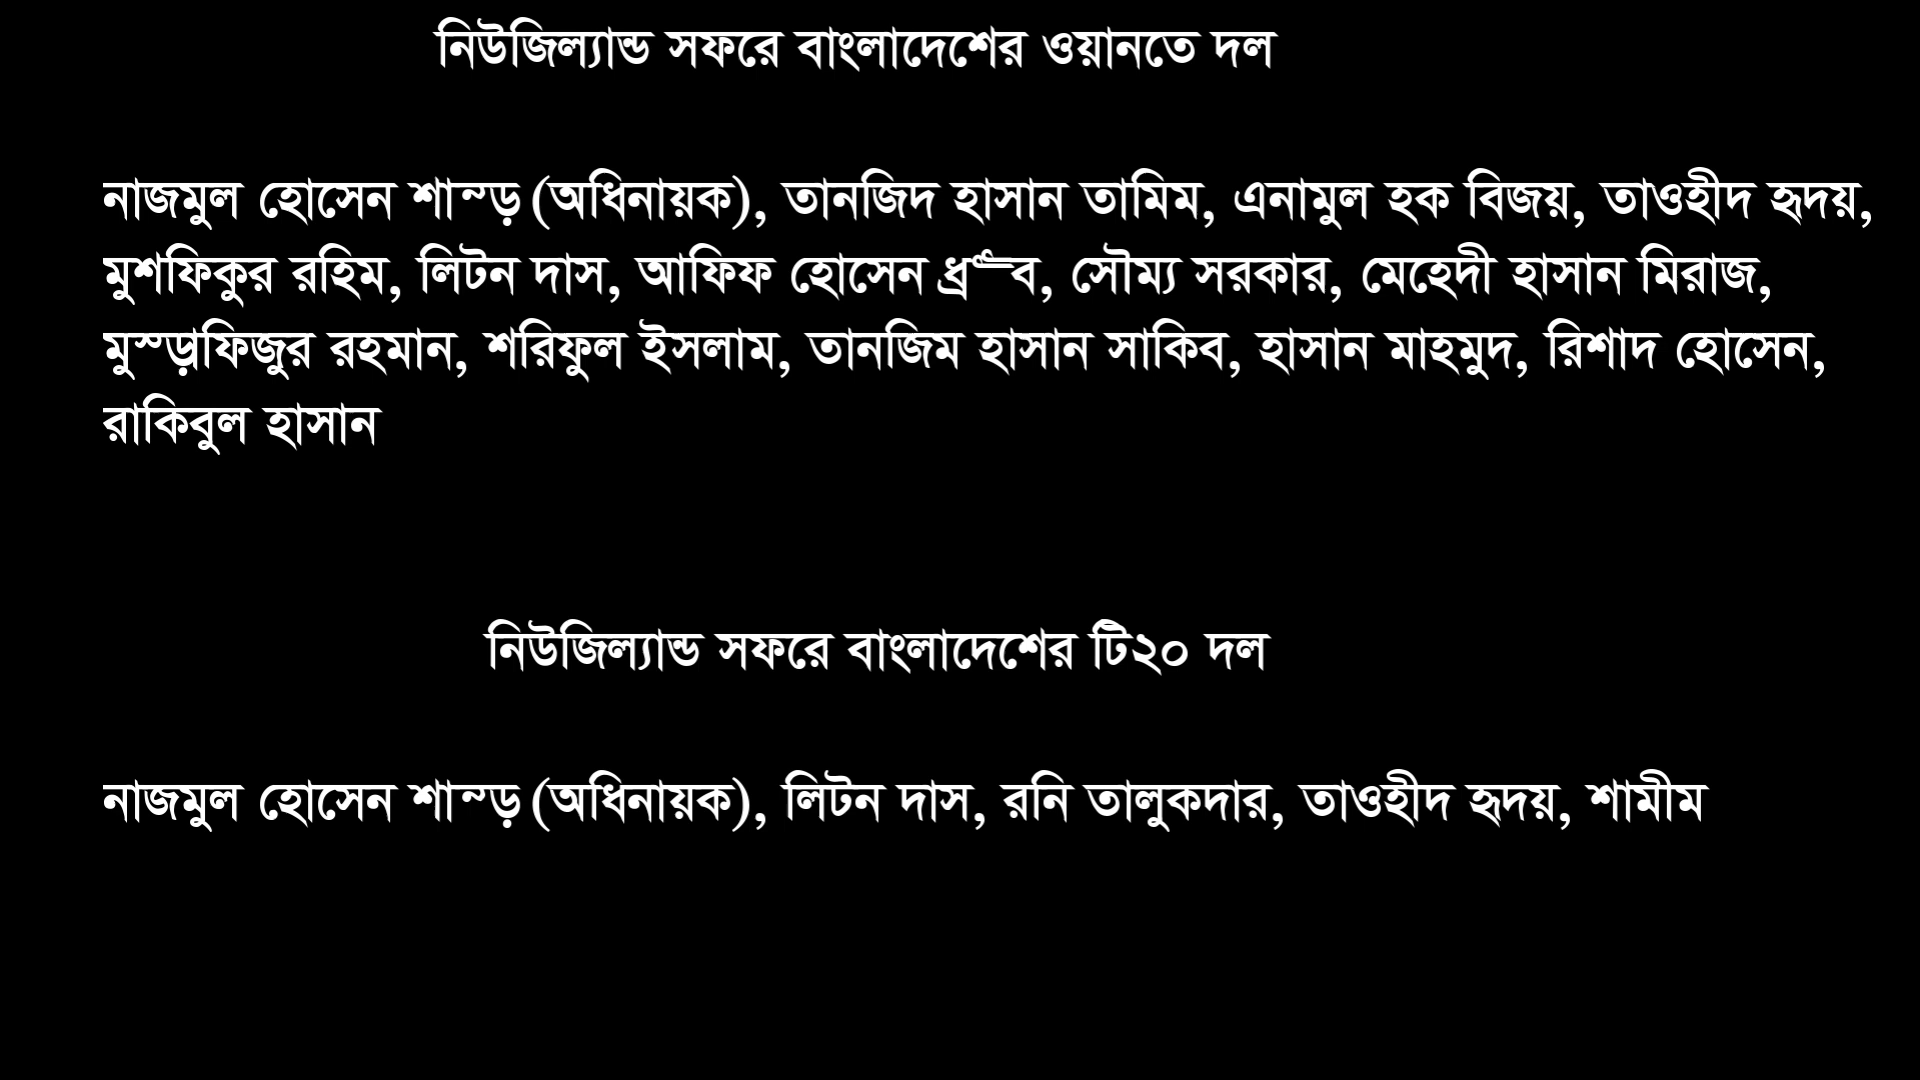 নিউজিল্যান্ড সফরে বাংলাদেশের ওয়ানতে দল
নাজমুল হোসেন শান্ড় (অধিনায়ক), তানজিদ হাসান তামিম, এনামুল হক বিজয়, তাওহীদ হৃদয়,
মুশফিকুর রহিম, লিটন দাস, আফিফ হোসেন, সৌম্য সরকার, মেহেদী হাসান মিরাজ,
মুস্ড়াফিজুর রহমান, শরিফুল ইসলাম, তানজিম হাসান সাকিব, হাসান মাহমুদ, রিশাদ হোসেন,
রাকিবুল হাসান
নিউজিল্যান্ড সফরে বাংলাদেশের টি২০ দল
নাজমুল হোসেন শান্ড় (অধিনায়ক), লিটন দাস, রনি তালুকদার, তাওহীদ হৃদয়, শামীম